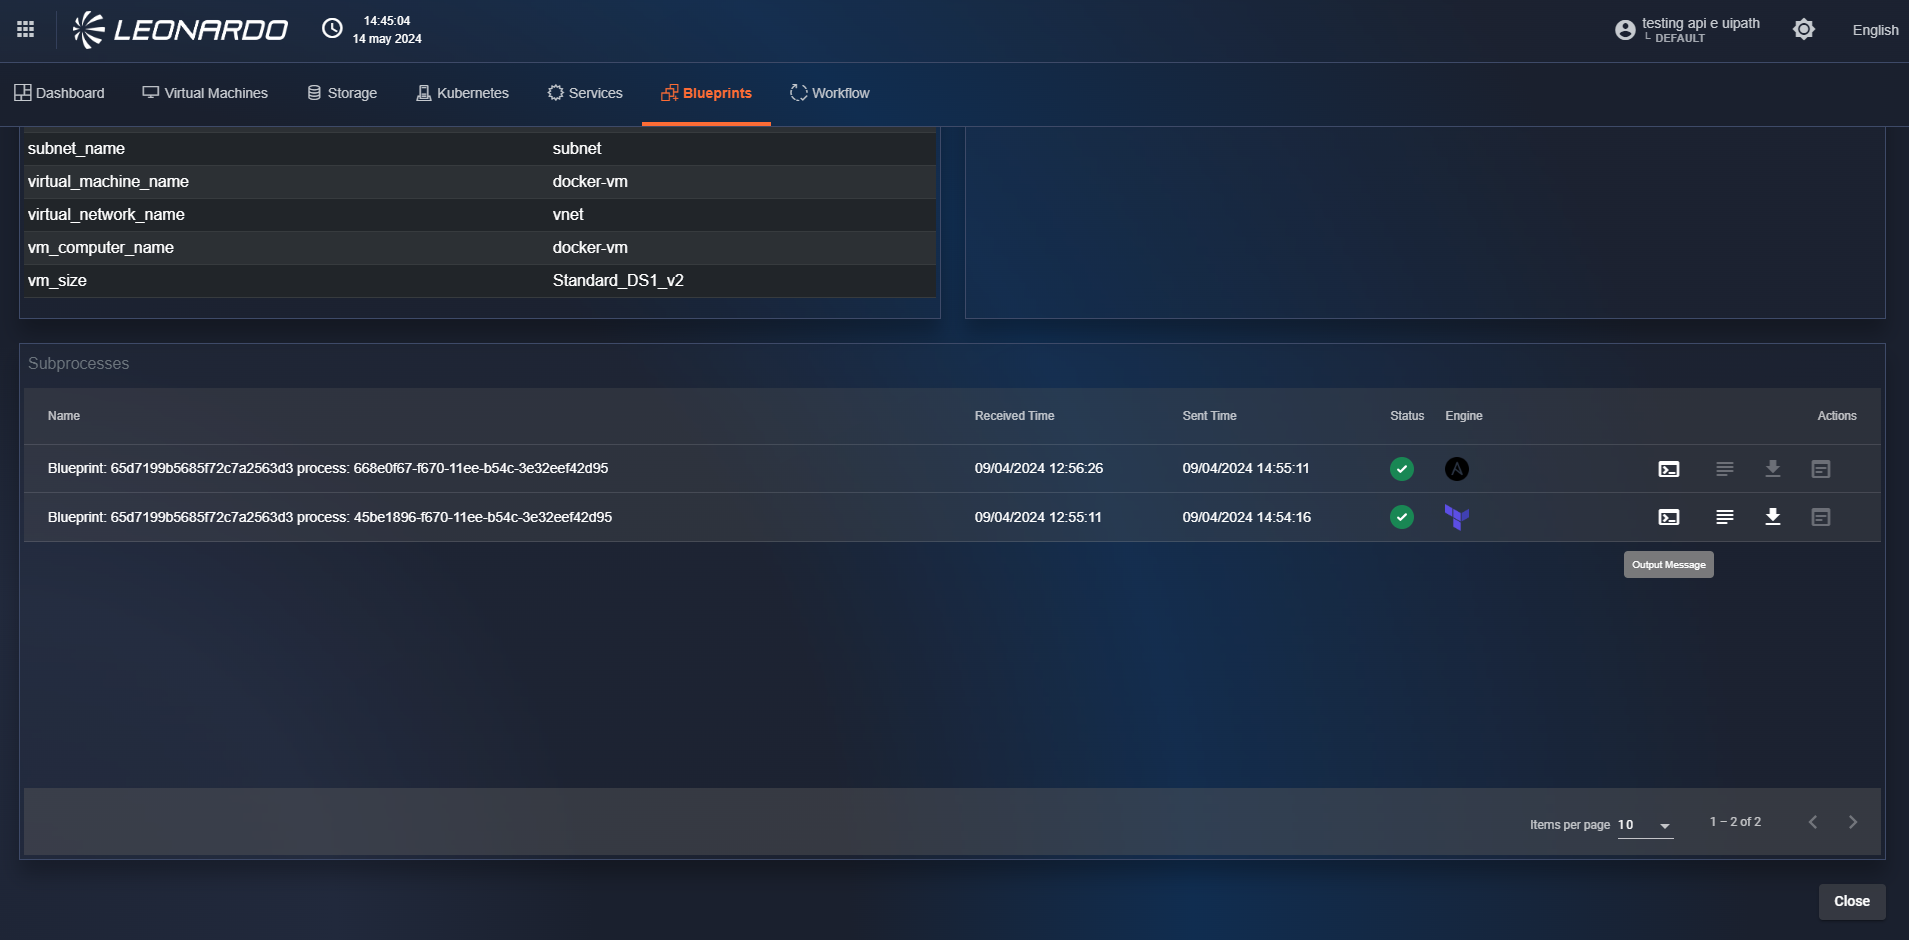 LEONARDO
14:45:04
14 may 2024
testing api e uipath
└ DEFAULT
English
Dashboard
Virtual Machines
Storage
Kubernetes
Services
Blueprints
Workflow
subnet_name subnet
virtual_machine_name docker-vm
virtual_network_name vnet
vm_computer_name docker-vm
vm_size Standard_DS1_v2
Subprocesses
Name Received Time Sent Time Status Engine Actions
Blueprint: 65d7199b5685f72c7a2563d3 process: 668e0f67-f670-11ee-b54c-3e32eef42d95 09/04/2024 12:56:26 09/04/2024 14:55:11
Blueprint: 65d7199b5685f72c7a2563d3 process: 45be1896-f670-11ee-b54c-3e32eef42d95 09/04/2024 12:55:11 09/04/2024 14:54:16
Output Message
Items per page 10 1 – 2 of 2
Close